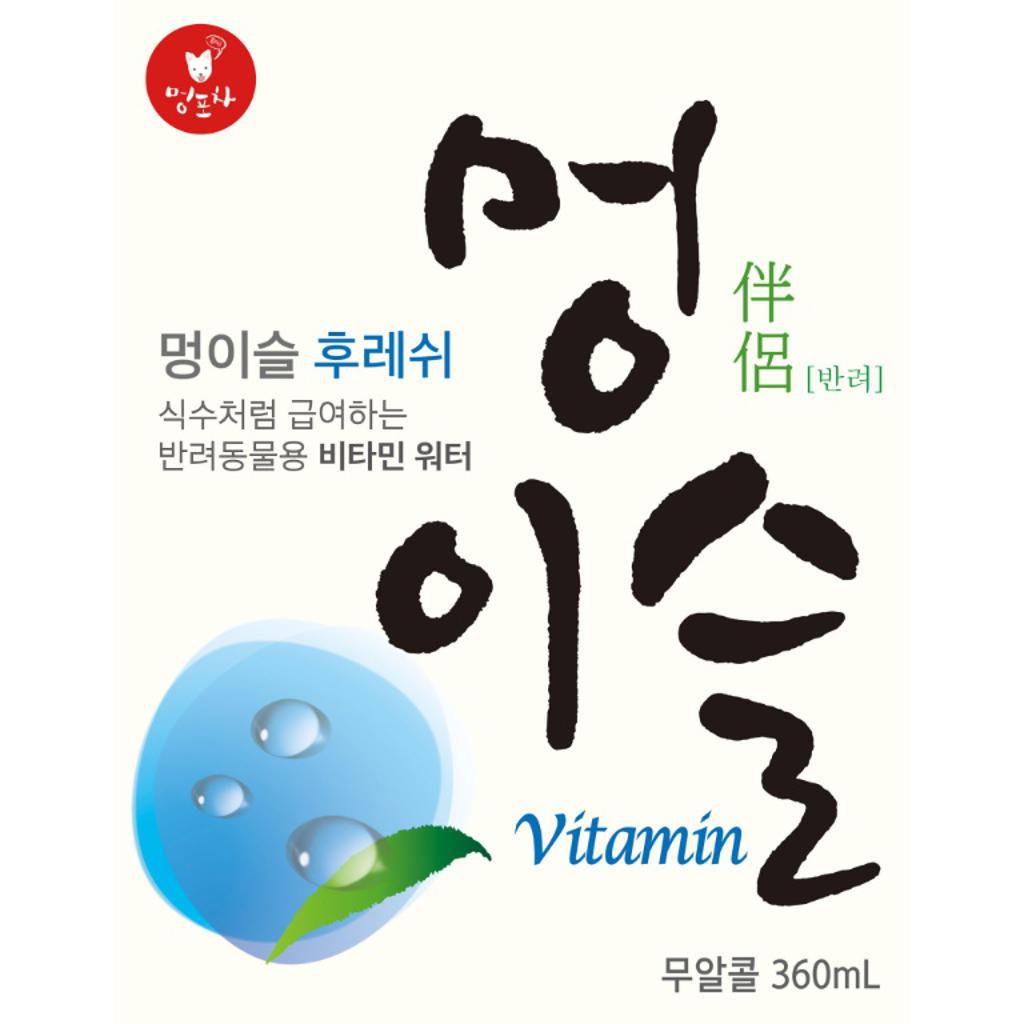 멍포차
멍
이슬
伴
侶 [반려]
멍이슬 후레쉬
식수처럼 급여하는
반려동물용 비타민 워터
Vitamin
무알콜 360mL